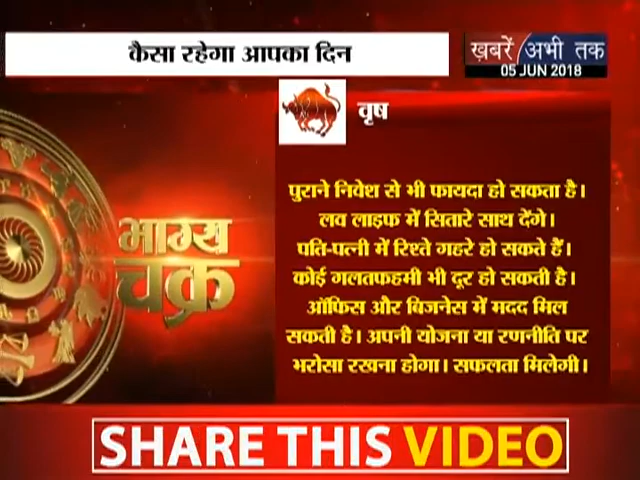 कैसा रहेगा आपका दिन
ख़बरें अभी तक
05 JUN 2018
वृष
भाग्य
चक्र
पुराने निवेश से भी फायदा हो सकता है।
लव लाइफ में सितारे साथ देंगे।
पति-पत्नी में रिश्ते गहरे हो सकते हैं।
कोई गलतफहमी भी दूर हो सकती है।
ऑफिस और बिजनेस में मदद मिल
सकती है। अपनी योजना या रणनीति पर
भरोसा रखना होगा। सफलता मिलेगी।
SHARE THIS VIDEO